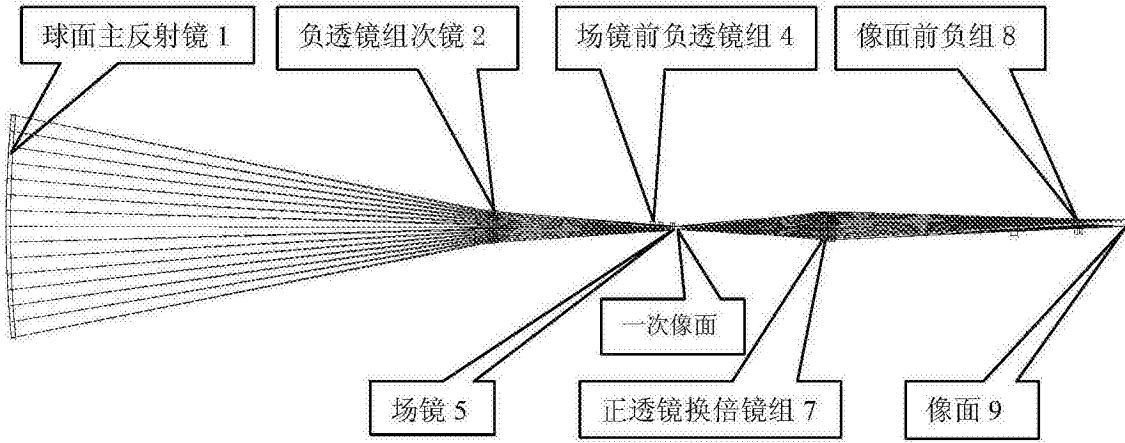 球面主反射镜 1
负透镜组次镜 2
场镜前负透镜组 4
像面前负组 8
一次像面
场镜 5
正透镜换倍镜组 7
像面 9